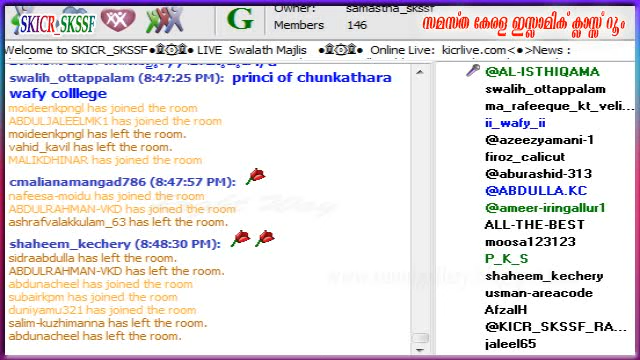 SKICR_SKSSF
G
Owner: samastha_skssf
Members 146
സമസ്ത കേരള ഇസ്ലാമിക് ക്ലാസ്സ് റൂം
Welcome to SKICR_SKSSF●۩۞۩● LIVE Swalath Majlis ●۩۞۩● Online Live: kicrlive.com<●>News :
swalih_ottappalam (8:47:25 PM): princi of chunkathara
wafy colllege
moideenkpngl has joined the room
ABDULJALEELMK1 has joined the room
moideenkpngl has left the room.
vahid_kavil has left the room.
MALIKDHINAR has joined the room
cmalianamangad786 (8:47:57 PM):
nafeesa-moidu has joined the room
ABDULRAHMAN-VKD has joined the room
ashrafvalakkulam_63 has left the room.
shaheem_kechery (8:48:30 PM):
sidraabdulla has left the room.
ABDULRAHMAN-VKD has left the room.
abdunacheel has joined the room
subairkpm has joined the room
duniyamu321 has joined the room
salim-kuzhimanna has left the room.
abdunacheel has left the room.
@AL-ISTHIQAMA
swalih_ottappalam
ma_rafeeque_kt_veli...
ii_wafy_ii
@azeezyamani-1
firoz_calicut
@aburashid-313
@ABDULLA.KC
@ameer-iringallur1
ALL-THE-BEST
moosa123123
P_K_S
shaheem_kechery
usman-areacode
AfzalH
@KICR_SKSSF_RA...
jaleel65